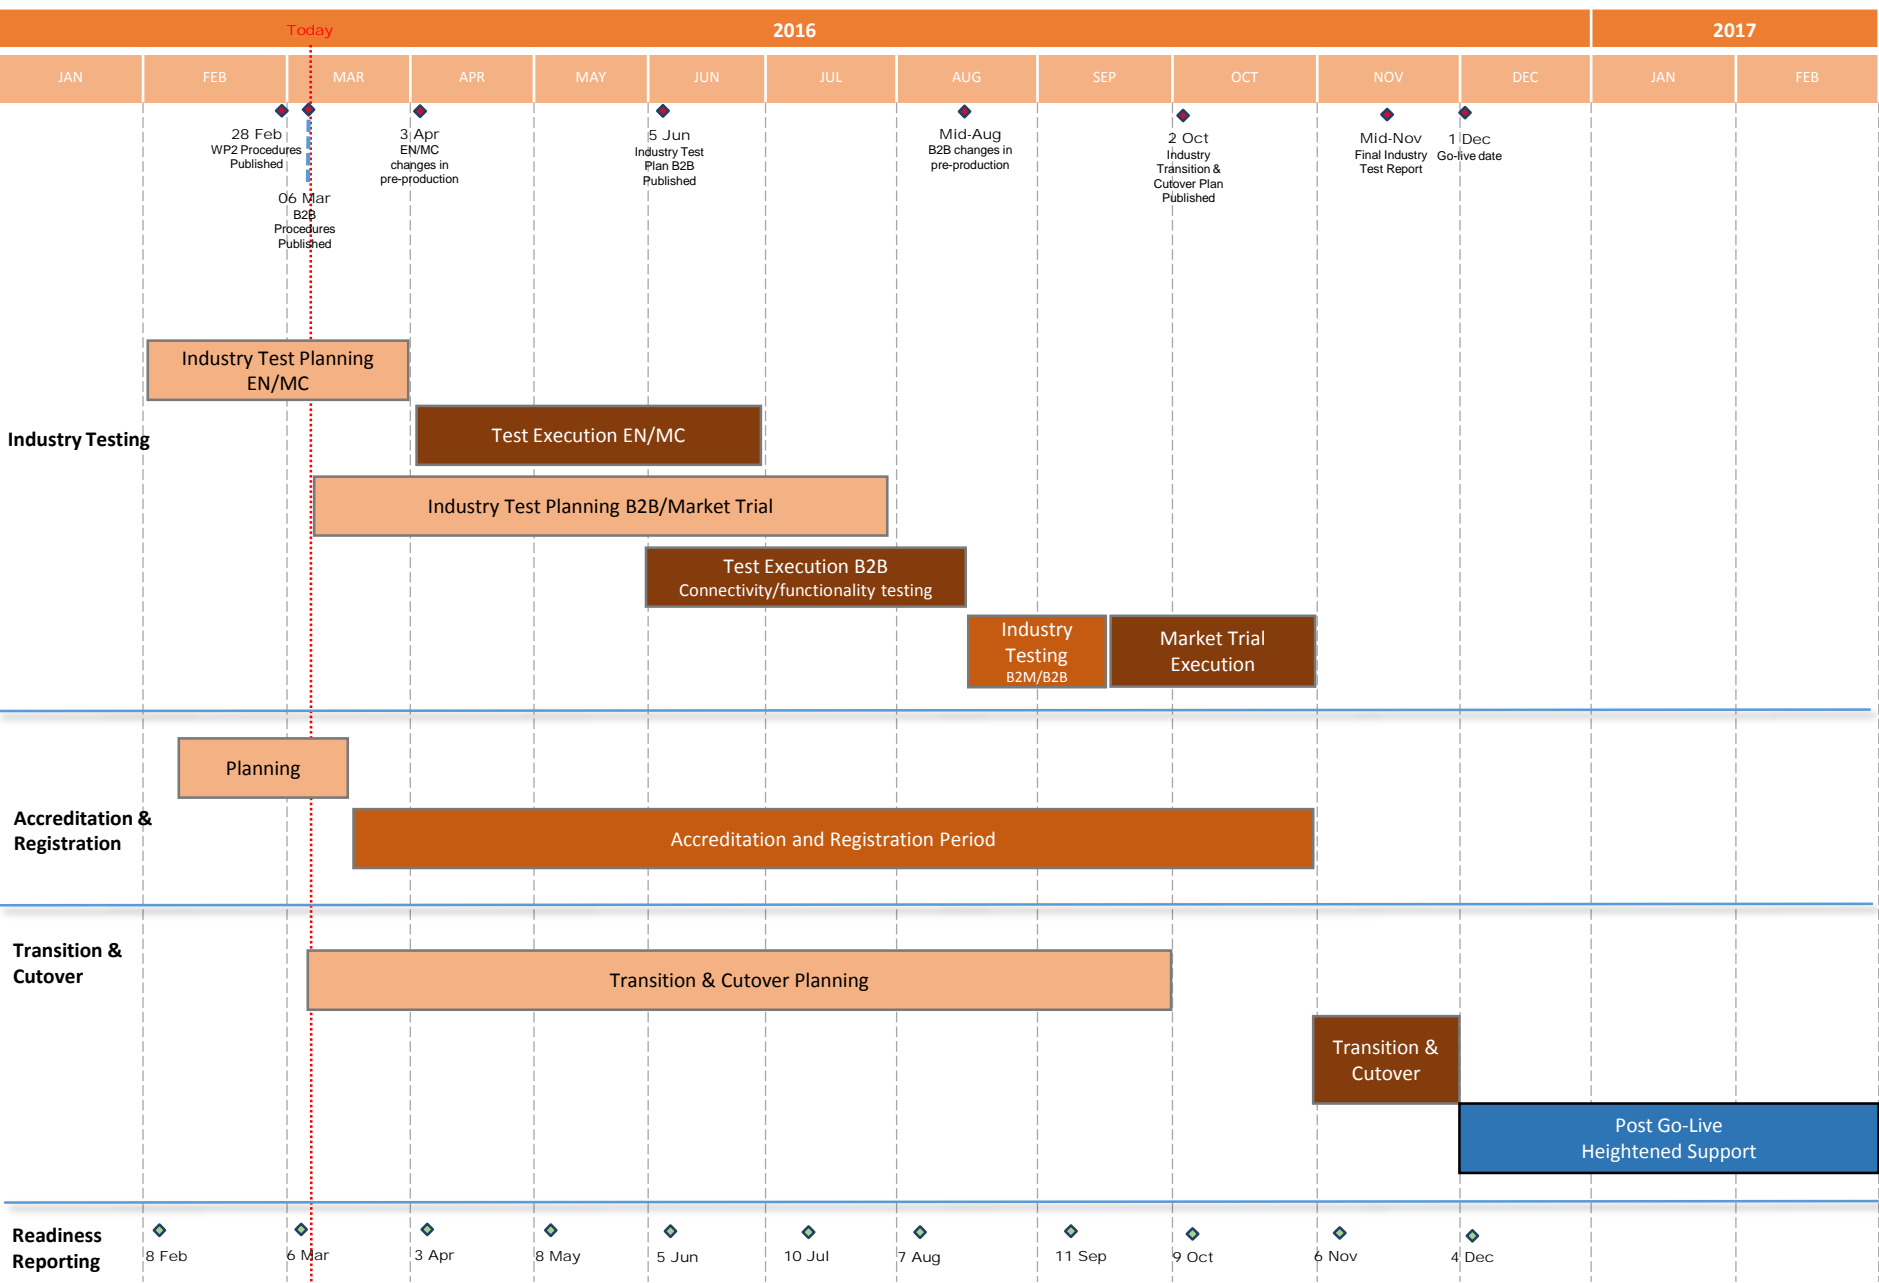 Today
2016
2017
JAN
FEB
MAR
APR
MAY
JUN
JUL
AUG
SEP
OCT
NOV
DEC
JAN
FEB
28 Feb
WP2 Procedures
Published
06 Mar
B2B
Procedures
Published
3 Apr
EN/MC
changes in
pre-production
5 Jun
Industry Test
Plan B2B
Published
Mid-Aug
B2B changes in
pre-production
2 Oct
Industry
Transition &
Cutover Plan
Published
Mid-Nov
Final Industry
Test Report
1 Dec
Go-live date
Industry Testing
Industry Test Planning
EN/MC
Test Execution EN/MC
Industry Test Planning B2B/Market Trial
Test Execution B2B
Connectivity/functionality testing
Industry
Testing
B2M/B2B
Market Trial
Execution
Accreditation &
Registration
Planning
Accreditation and Registration Period
Transition &
Cutover
Transition & Cutover Planning
Transition &
Cutover
Post Go-Live
Heightened Support
Readiness
Reporting
8 Feb
6 Mar
3 Apr
8 May
5 Jun
10 Jul
7 Aug
11 Sep
9 Oct
6 Nov
4 Dec